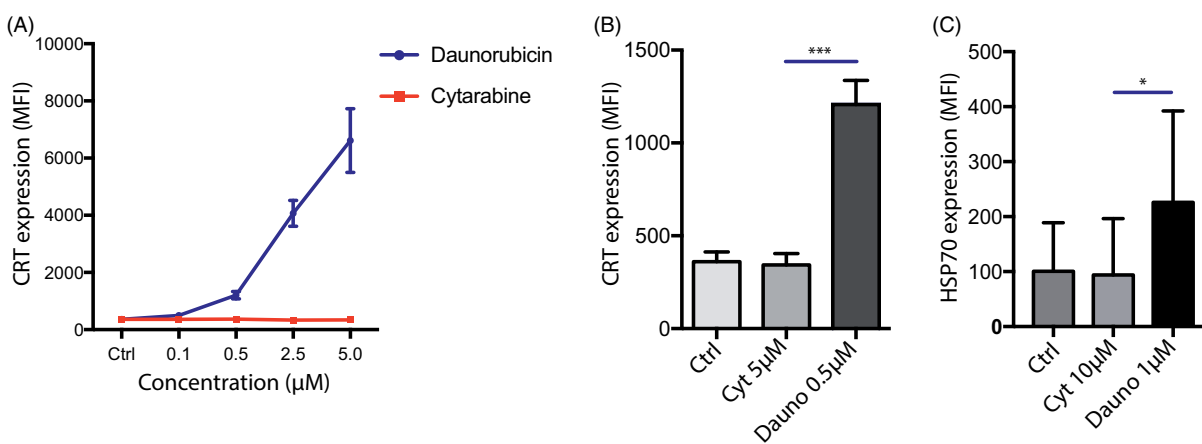 (A)
10000
8000
6000
4000
2000
0
CRT expression (MFI)
Ctrl 0.1 0.5 2.5 5.0
Concentration (μM)
Daunorubicin
Cytarabine
(B)
1500
1000
500
0
CRT expression (MFI)
***
Ctrl
Cyt 5μM
Dauno 0.5μM
(C)
500
400
300
200
100
0
HSP70 expression (MFI)
*
Ctrl
Cyt 10μM
Dauno 1μM